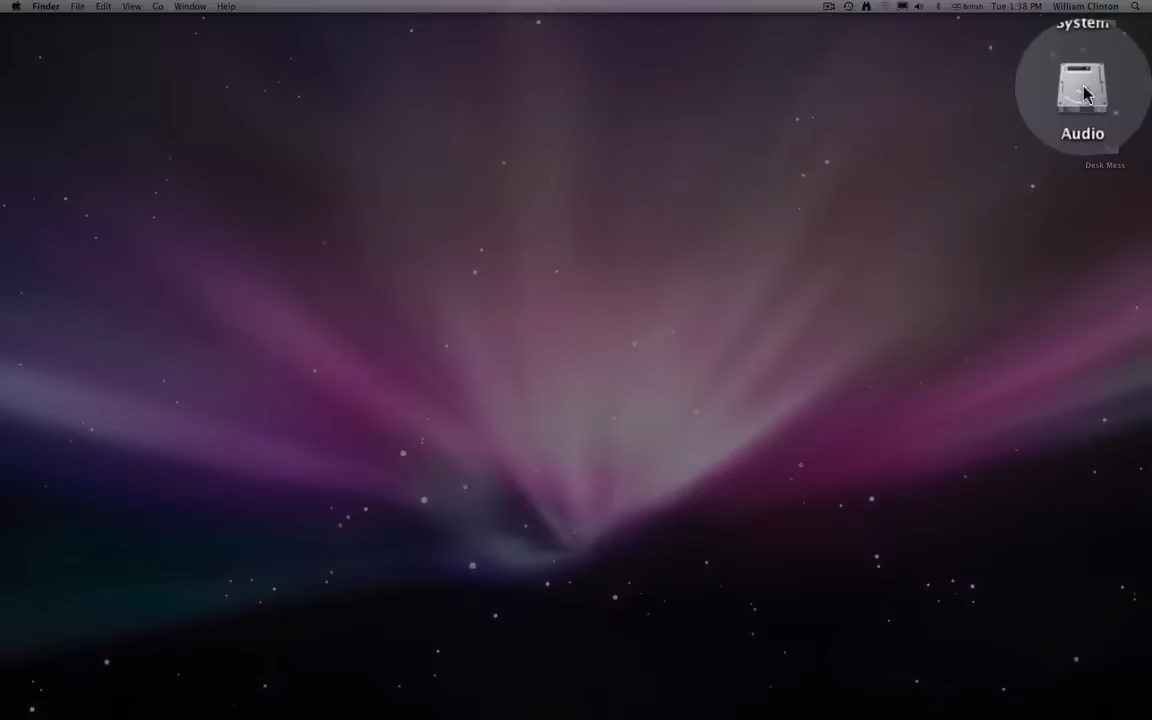 Finder File Edit View Go Window Help British Tue 1:38 PM William Clinton
System
Audio
Desk Mess